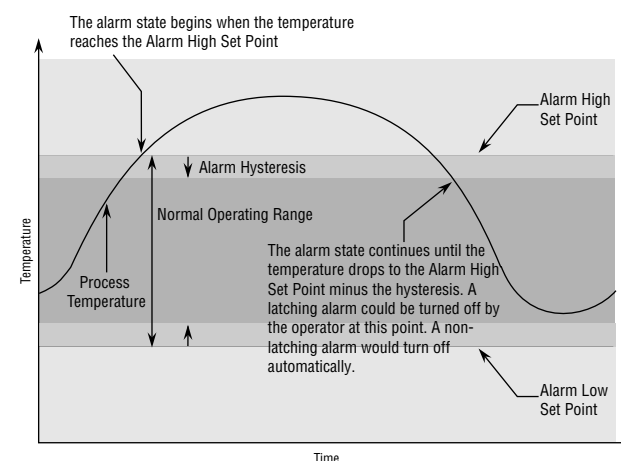 The alarm state begins when the temperature
reaches the Alarm High Set Point
Alarm High
Set Point
Alarm Hysteresis
Normal Operating Range
Temperature
Process
Temperature
The alarm state continues until the
temperature drops to the Alarm High
Set Point minus the hysteresis. A
latching alarm could be turned off by
the operator at this point. A non-
latching alarm would turn off
automatically.
Alarm Low
Set Point
Time